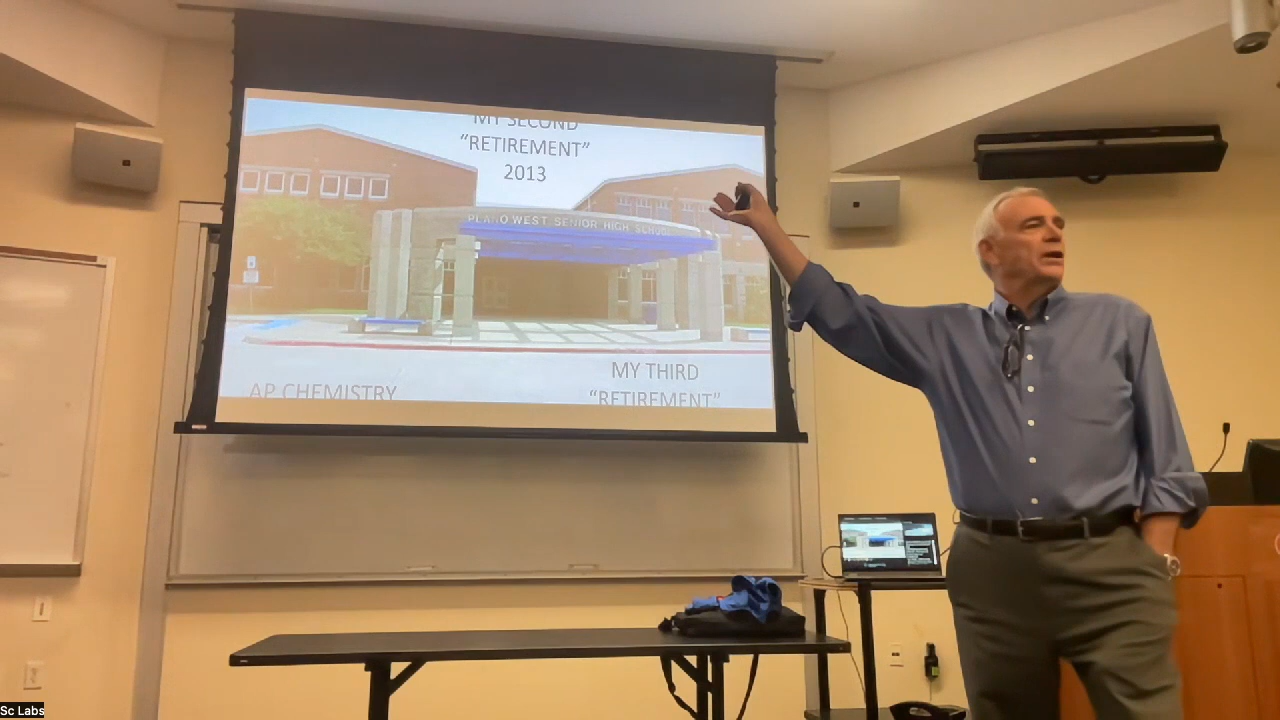 MY SECOND
“RETIREMENT”
2013
PLANO WEST SENIOR HIGH SCHOOL
MY THIRD
“RETIREMENT”
AP CHEMISTRY
Sc Labs